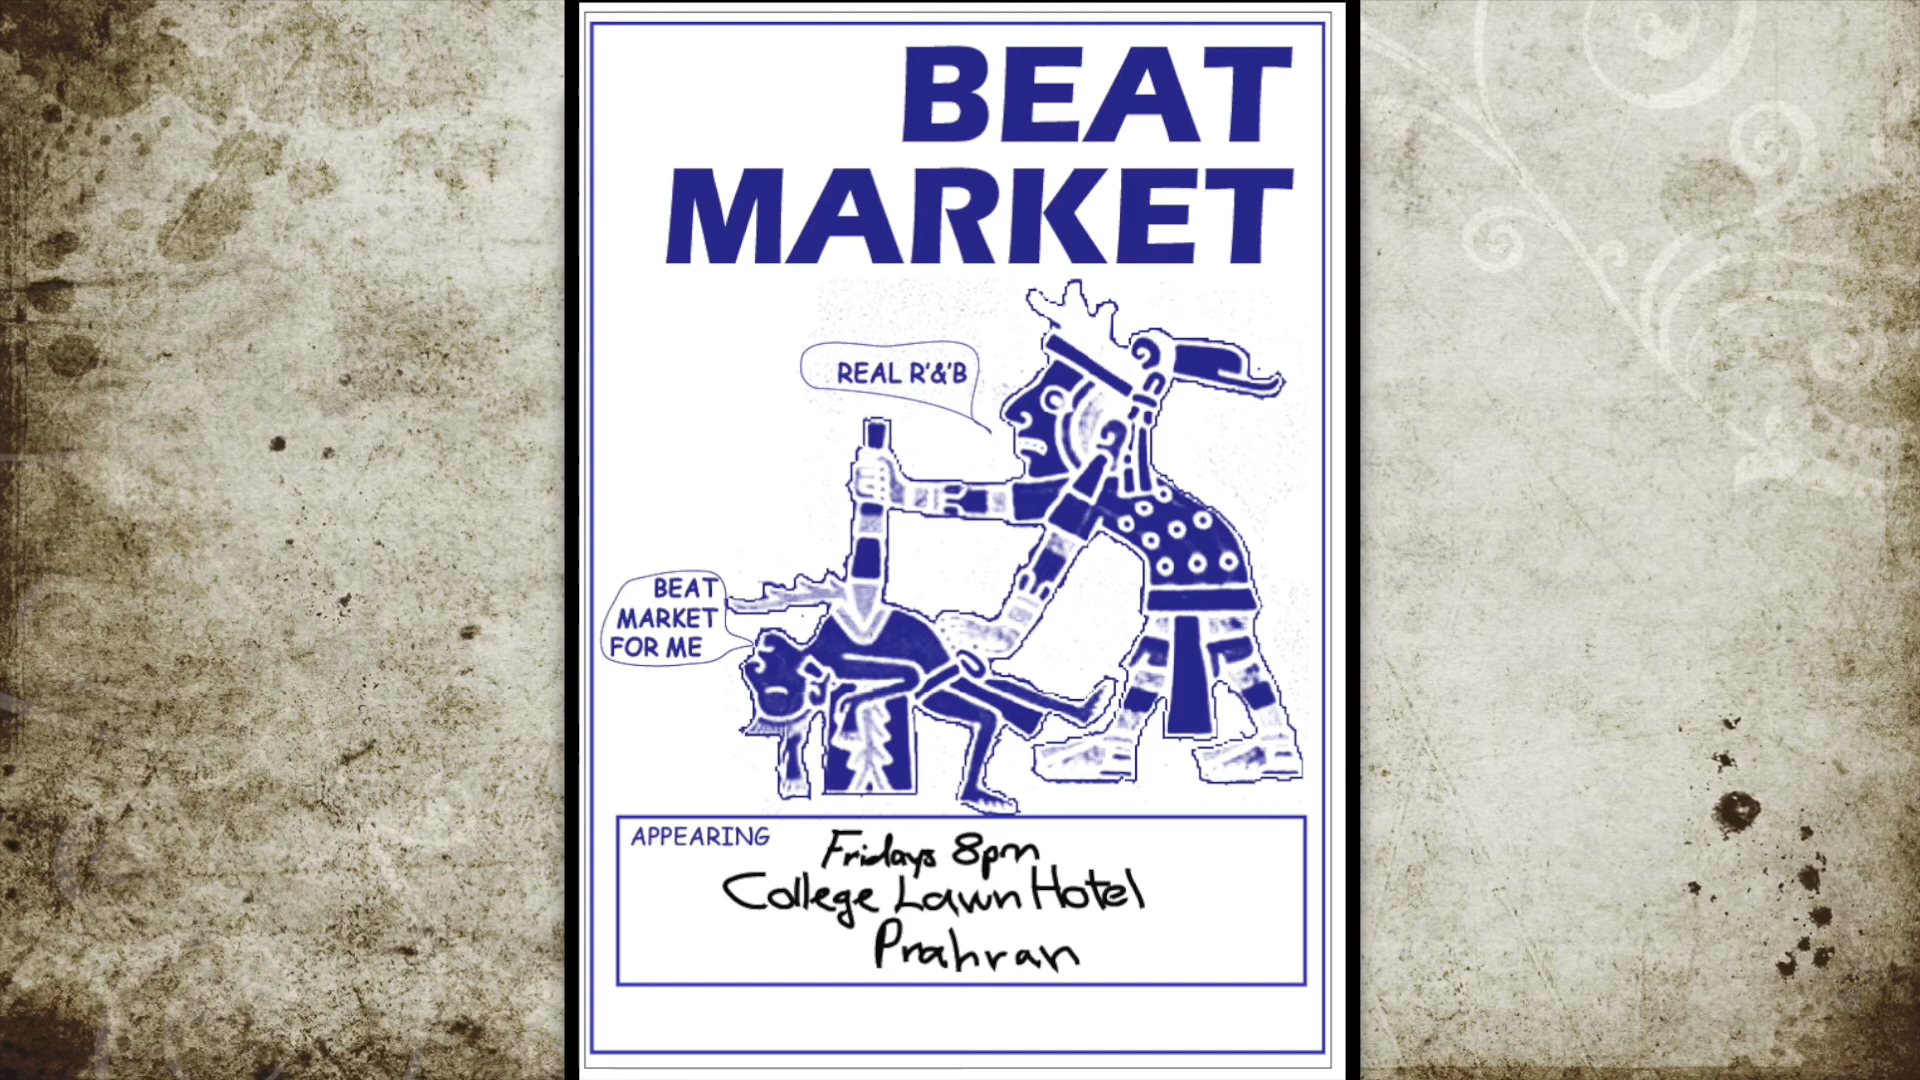 BEAT
MARKET
REAL R'&'B
BEAT
MARKET
FOR ME
APPEARING
Fridays 8pm
College Lawn Hotel
Prahran